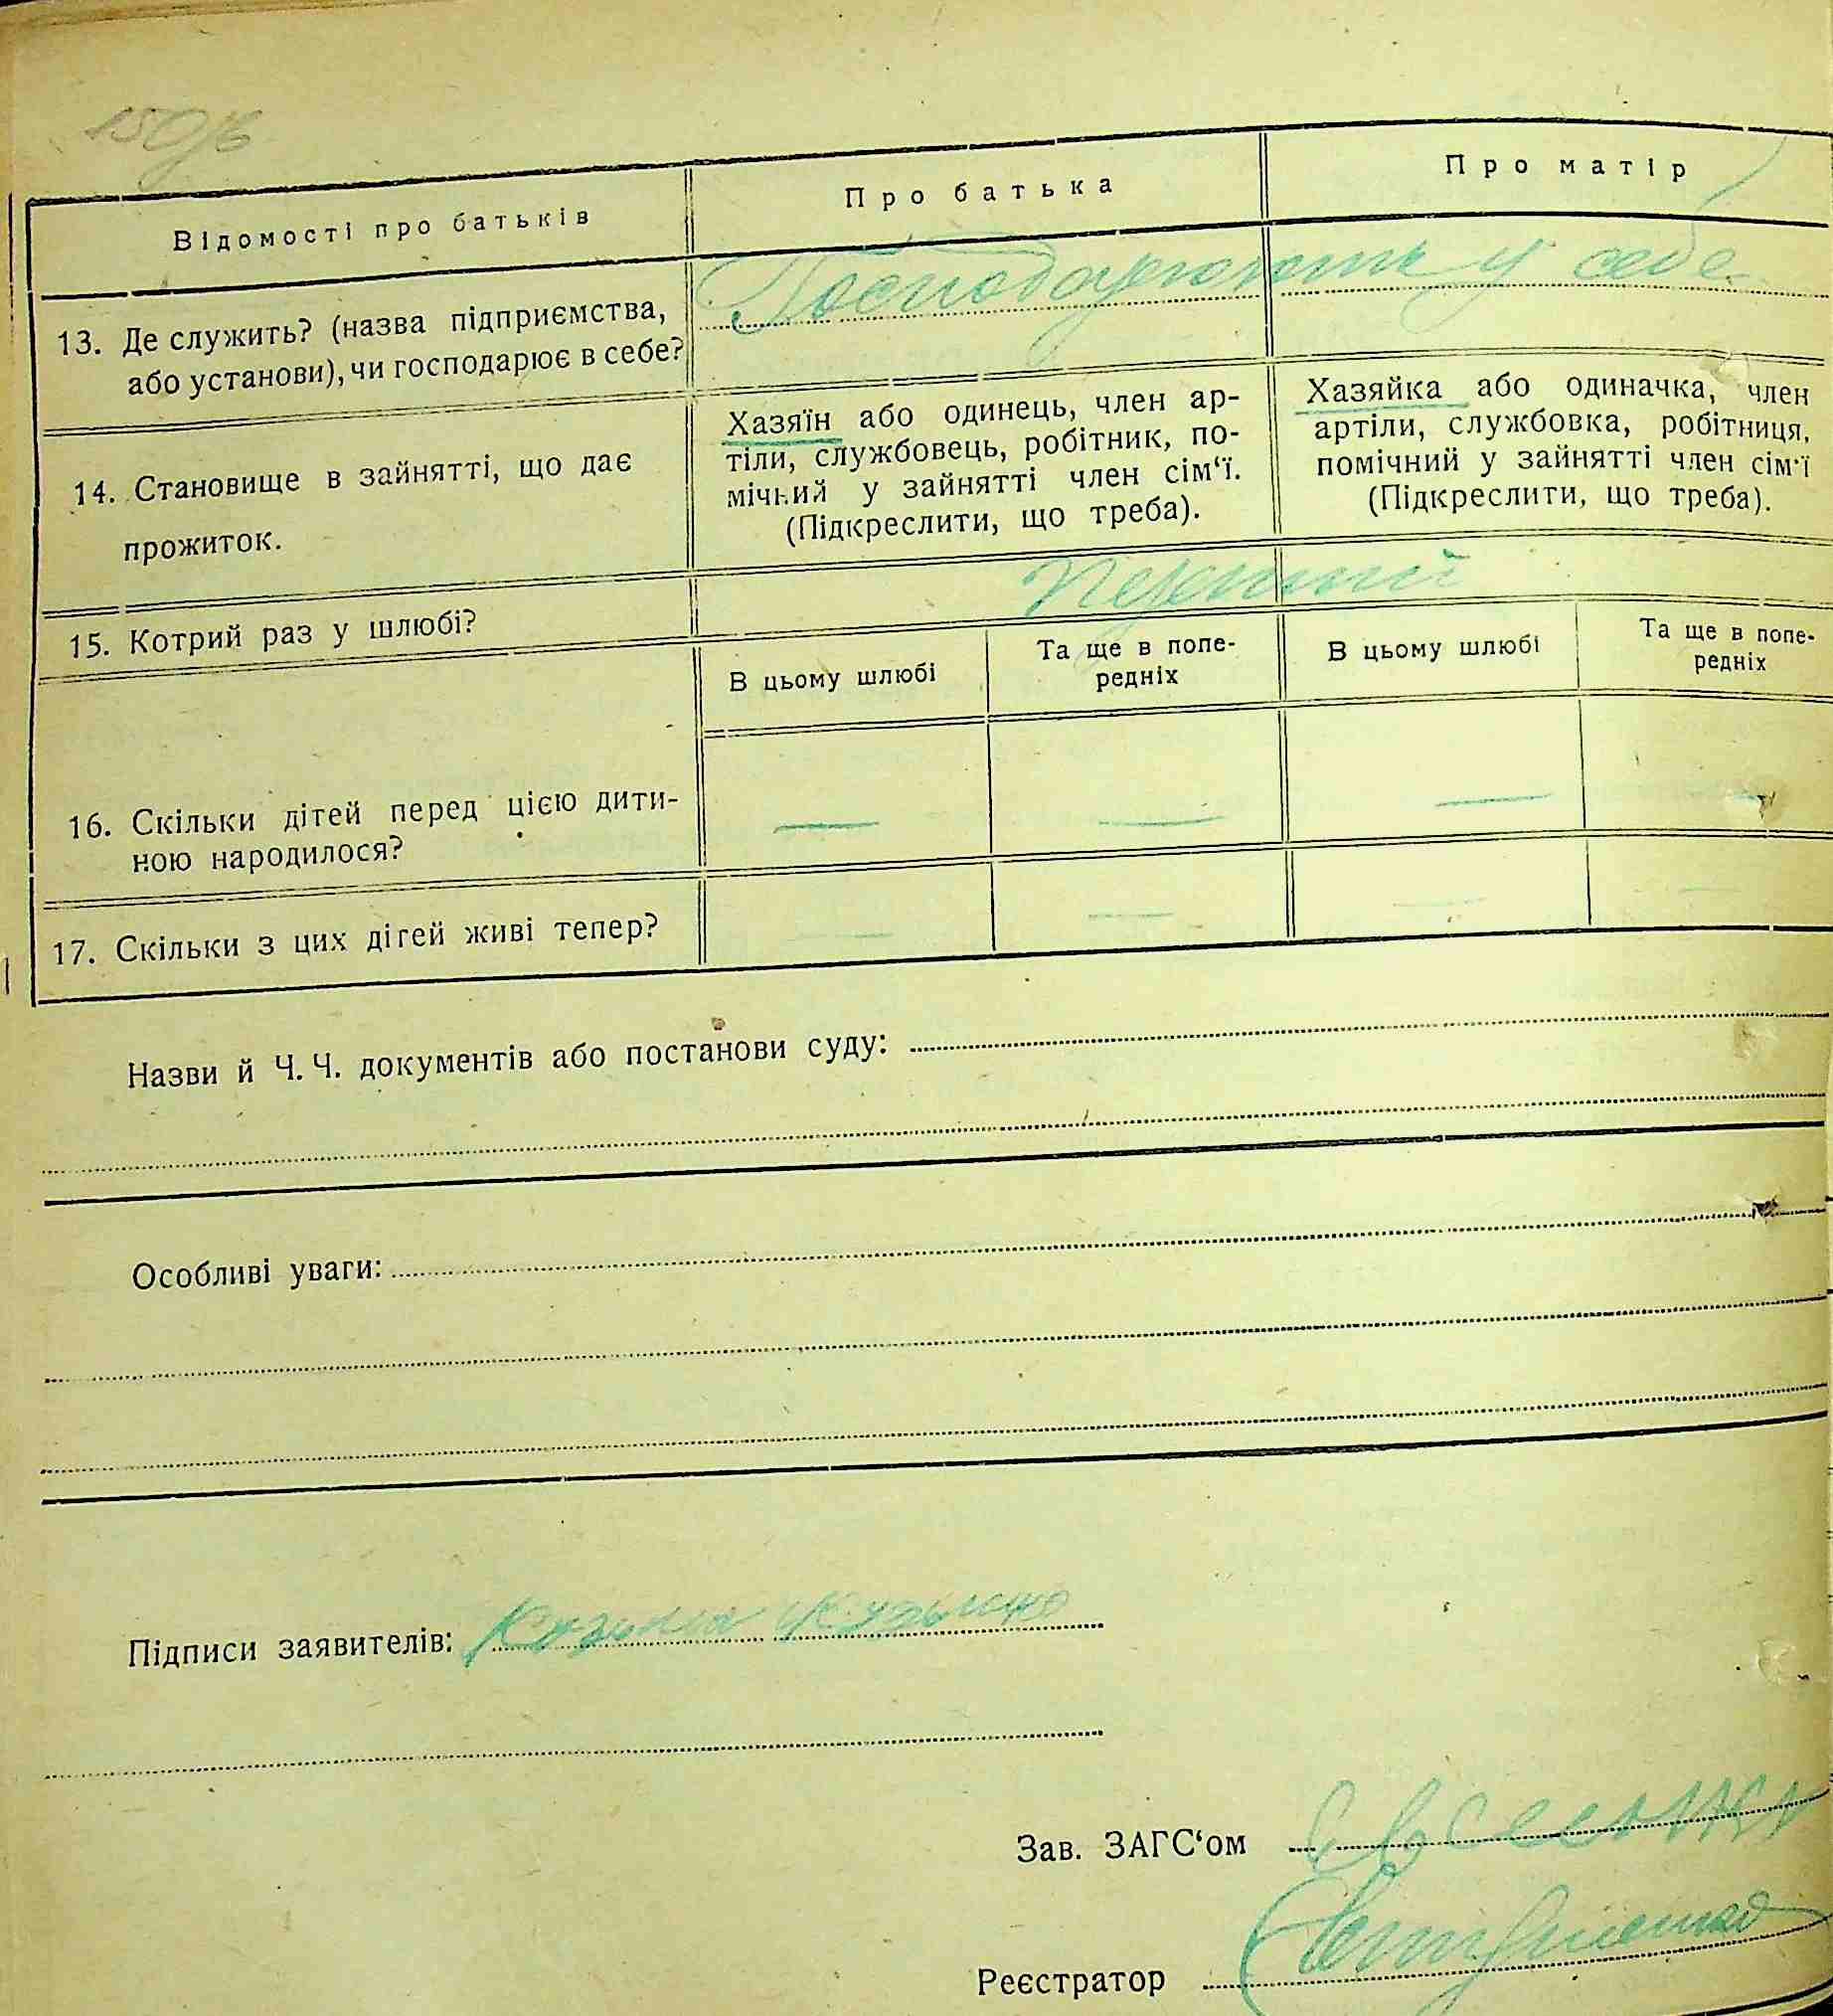 Відомості про батьків
Про батька
Про матір
13. Де служить? (назва підприємства,
або установи), чи господарює в себе?
Господарюють у себе
14. Становище в зайнятті, що дає
прожиток.
Хазяїн або одинець, член ар-
тіли, службовець, робітник, по-
мічний у зайнятті член сім‘ї.
(Підкреслити, що треба).
Хазяйка або одиначка, член
артіли, службовка, робітниця,
помічний у зайнятті член сім‘ї
(Підкреслити, що треба).
15. Котрий раз у шлюбі?
В цьому шлюбі
Та ще в попе-
редніх
В цьому шлюбі
Та ще в попе-
редніх
16. Скільки дітей перед цією дити-
ною народилося?
17. Скільки з цих дітей живі тепер?
Назви й Ч. Ч. документів або постанови суду:
Особливі уваги:
Підписи заявителів:
Зав. ЗАГС‘ом
Реєстратор